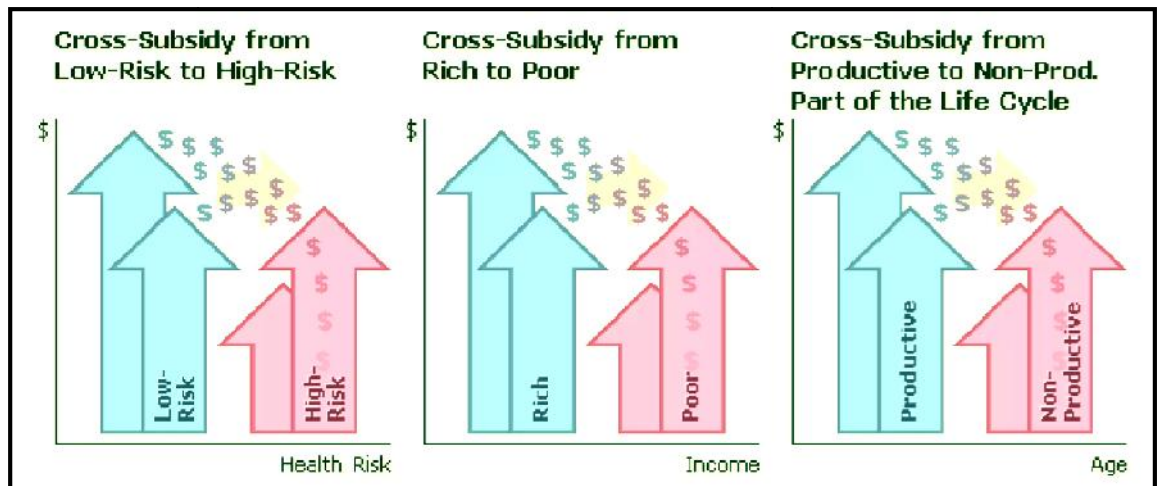 Cross-Subsidy from
Low-Risk to High-Risk
$
$ $ $
$ $ $
$ $ $ $
$ $ $ $
$
$
$
$
Low-
Risk
High-
Risk
Health Risk
Cross-Subsidy from
Rich to Poor
$
$ $ $
$ $ $
$ $ $ $
$ $ $ $
$
$
$
$
Rich
Poor
Income
Cross-Subsidy from
Productive to Non-Prod.
Part of the Life Cycle
$
$ $ $
$ $ $
$ $ $ $
$ $ $ $
$
$
$
$
Productive
Non-
Productive
Age